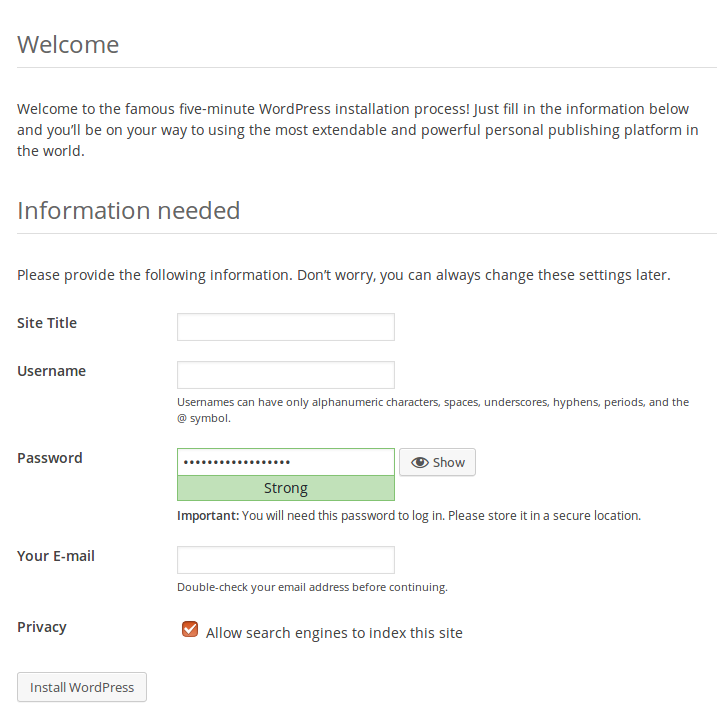 Welcome
Welcome to the famous five-minute WordPress installation process! Just fill in the information below
and you’ll be on your way to using the most extendable and powerful personal publishing platform in
the world.
Information needed
Please provide the following information. Don’t worry, you can always change these settings later.
Site Title
Username
Usernames can have only alphanumeric characters, spaces, underscores, hyphens, periods, and the
@ symbol.
Password
••••••••••••••••••
Show
Strong
Important: You will need this password to log in. Please store it in a secure location.
Your E-mail
Double-check your email address before continuing.
Privacy
Allow search engines to index this site
Install WordPress